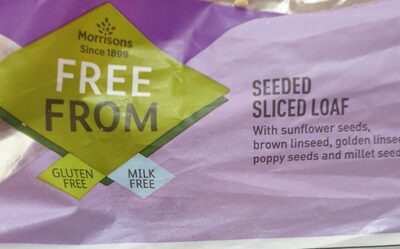 Morrisons
Since 1899
FREE
FROM
GLUTEN
FREE
MILK
FREE
SEEDED
SLICED LOAF
With sunflower seeds,
brown linseed, golden linsee
poppy seeds and millet seed